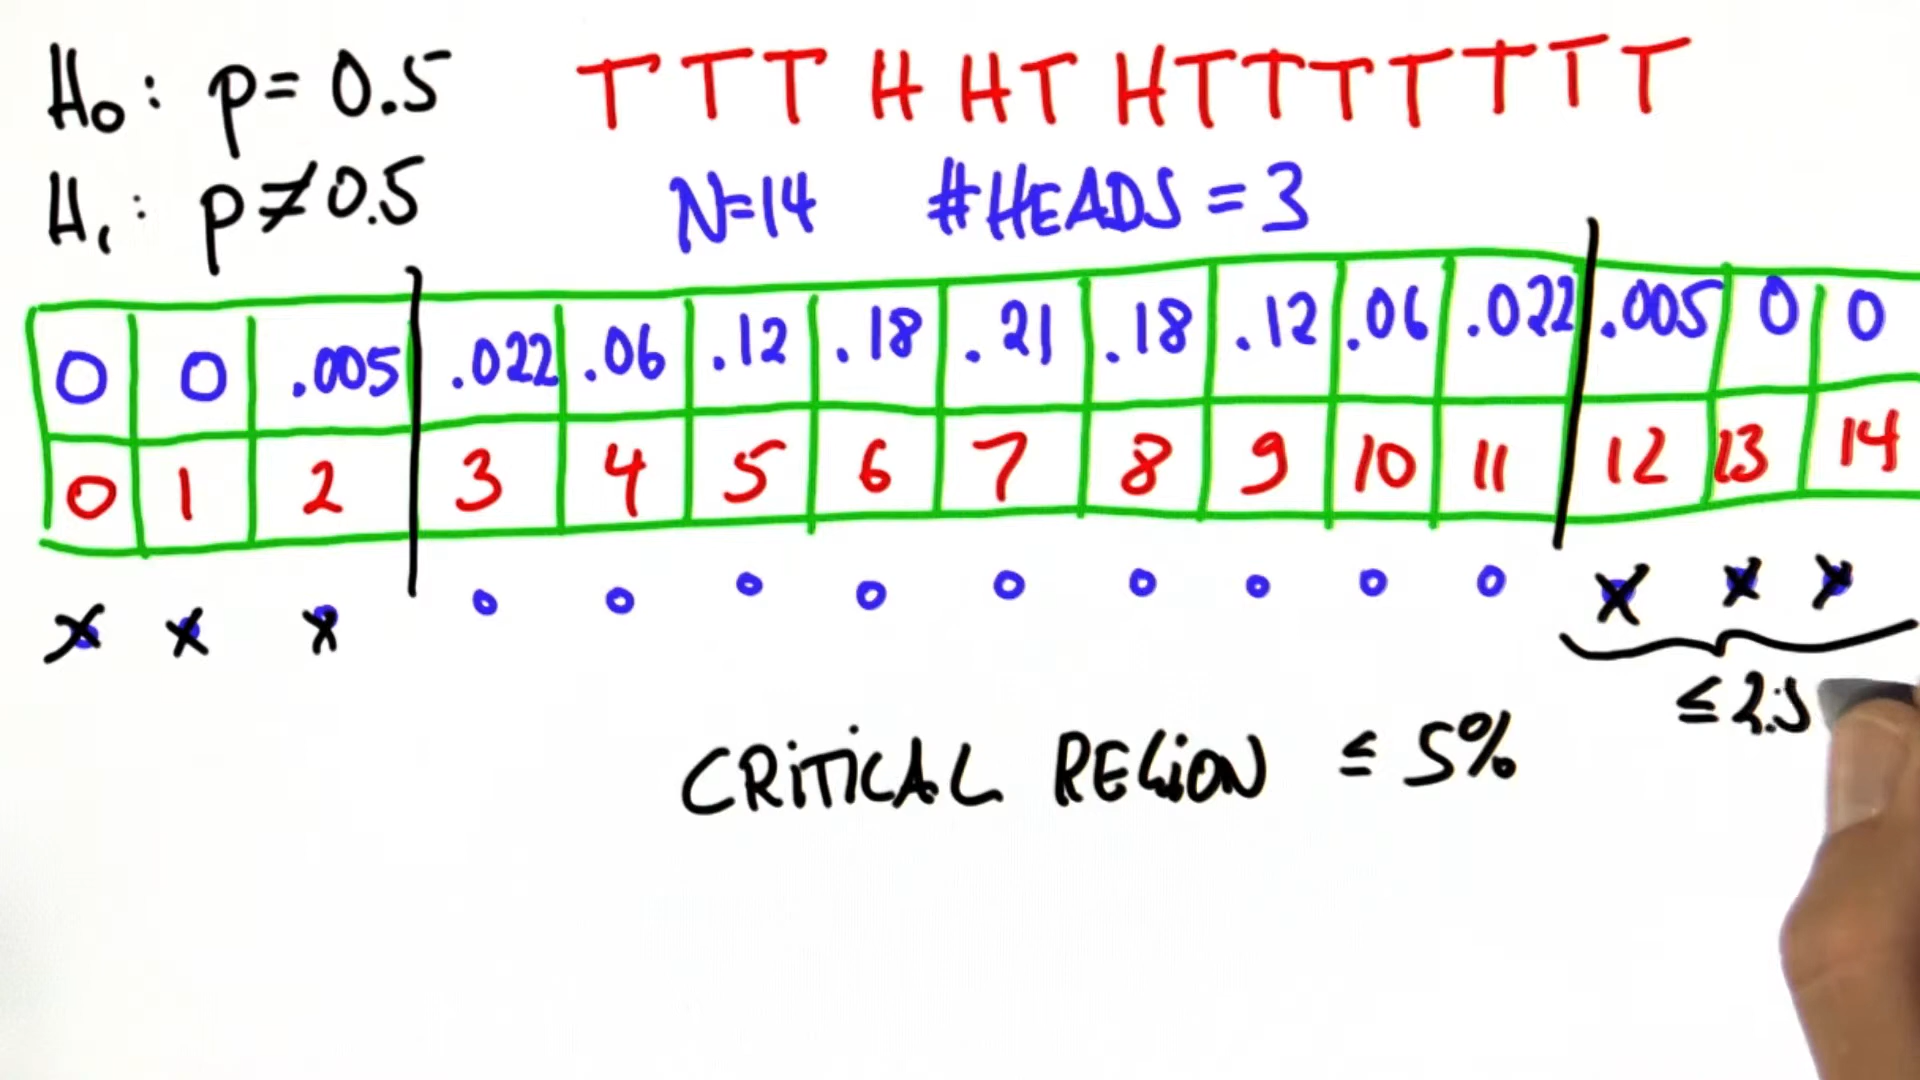 H₀: p = 0.5
T T T H H T H T T T T T T T
H₁: p ≠ 0.5
N=14 #HEADS = 3
0 0 .005 .022 .06 .12 .18 .21 .18 .12 .06 .022 .005 0 0
0 1 2 3 4 5 6 7 8 9 10 11 12 13 14
x x x o o o o o o o o o x x x
≤ 2.5
CRITICAL REGION ≤ 5%